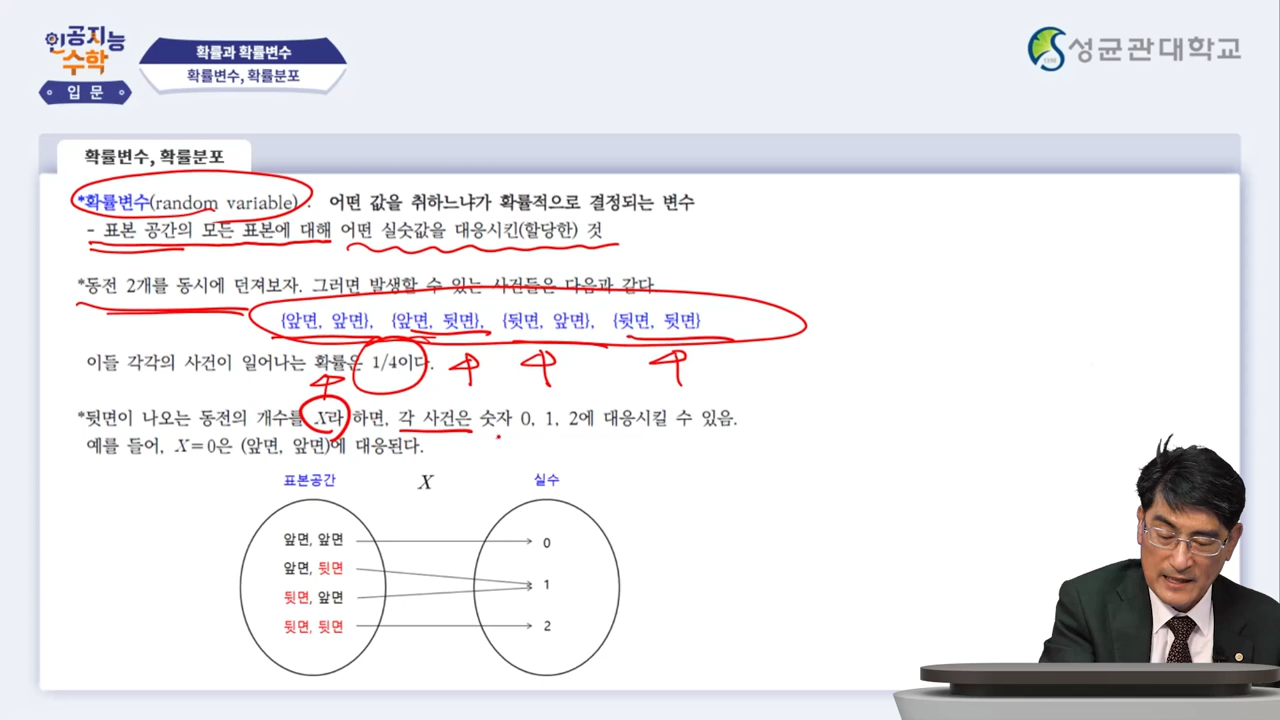 인공지능
수학
입문
확률과 확률변수
확률변수, 확률분포
성균관대학교
확률변수, 확률분포
*확률변수(random variable) : 어떤 값을 취하느냐가 확률적으로 결정되는 변수
- 표본 공간의 모든 표본에 대해 어떤 실숫값을 대응시킨(할당한) 것
*동전 2개를 동시에 던져보자. 그러면 발생할 수 있는 사건들은 다음과 같다.
{앞면, 앞면}, {앞면, 뒷면}, {뒷면, 앞면}, {뒷면, 뒷면}
이들 각각의 사건이 일어나는 확률은 1/4이다.
*뒷면이 나오는 동전의 개수를 X라 하면, 각 사건은 숫자 0, 1, 2에 대응시킬 수 있음.
예를 들어, X=0은 (앞면, 앞면)에 대응된다.
표본공간 X 실수
앞면, 앞면 0
앞면, 뒷면
뒷면, 앞면 1
뒷면, 뒷면 2